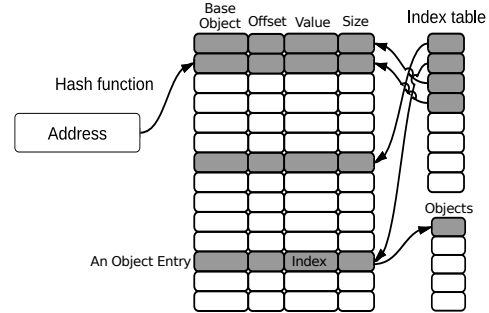 Base
Object Offset Value Size
Index table
Hash function
Address
Objects
An Object Entry
Index